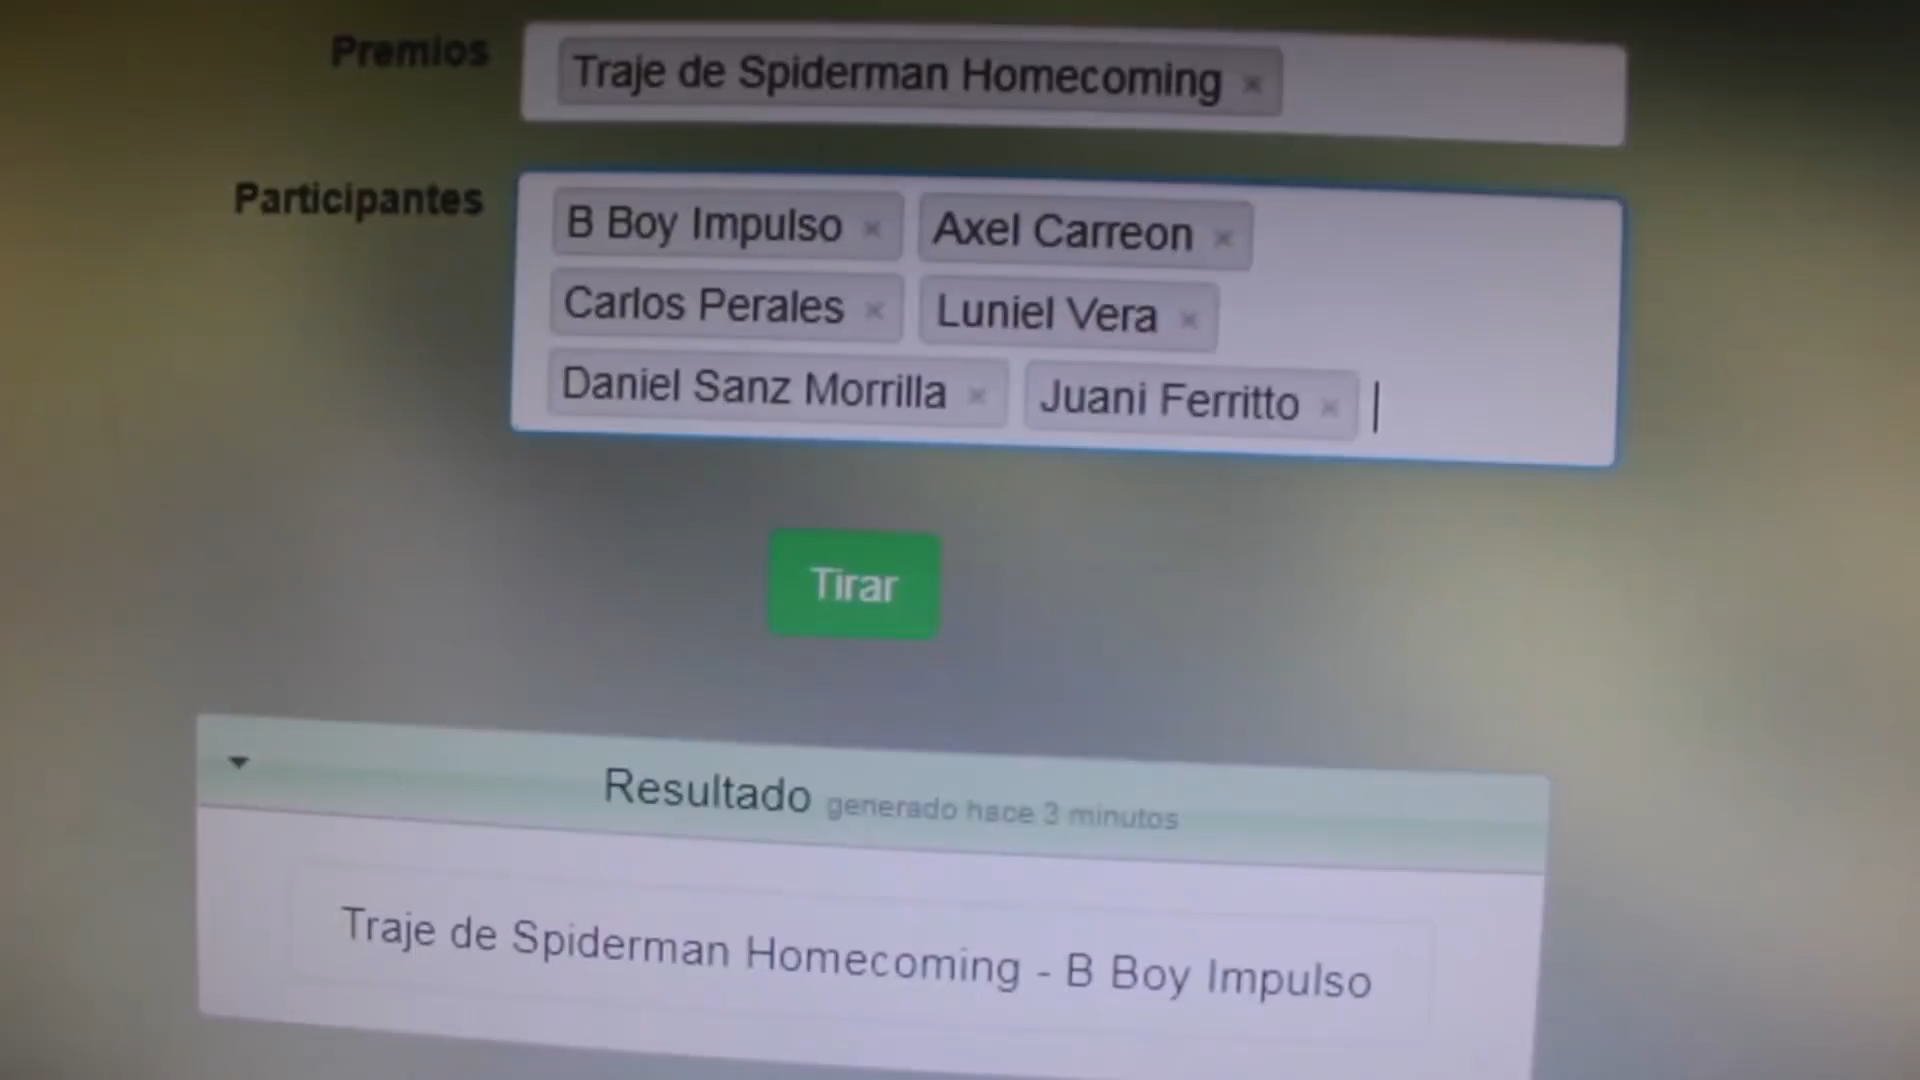 Premios Traje de Spiderman Homecoming ×
Participantes B Boy Impulso × Axel Carreon ×
Carlos Perales × Luniel Vera ×
Daniel Sanz Morrilla × Juani Ferritto ×
Tirar
Resultado generado hace 3 minutos
Traje de Spiderman Homecoming - B Boy Impulso